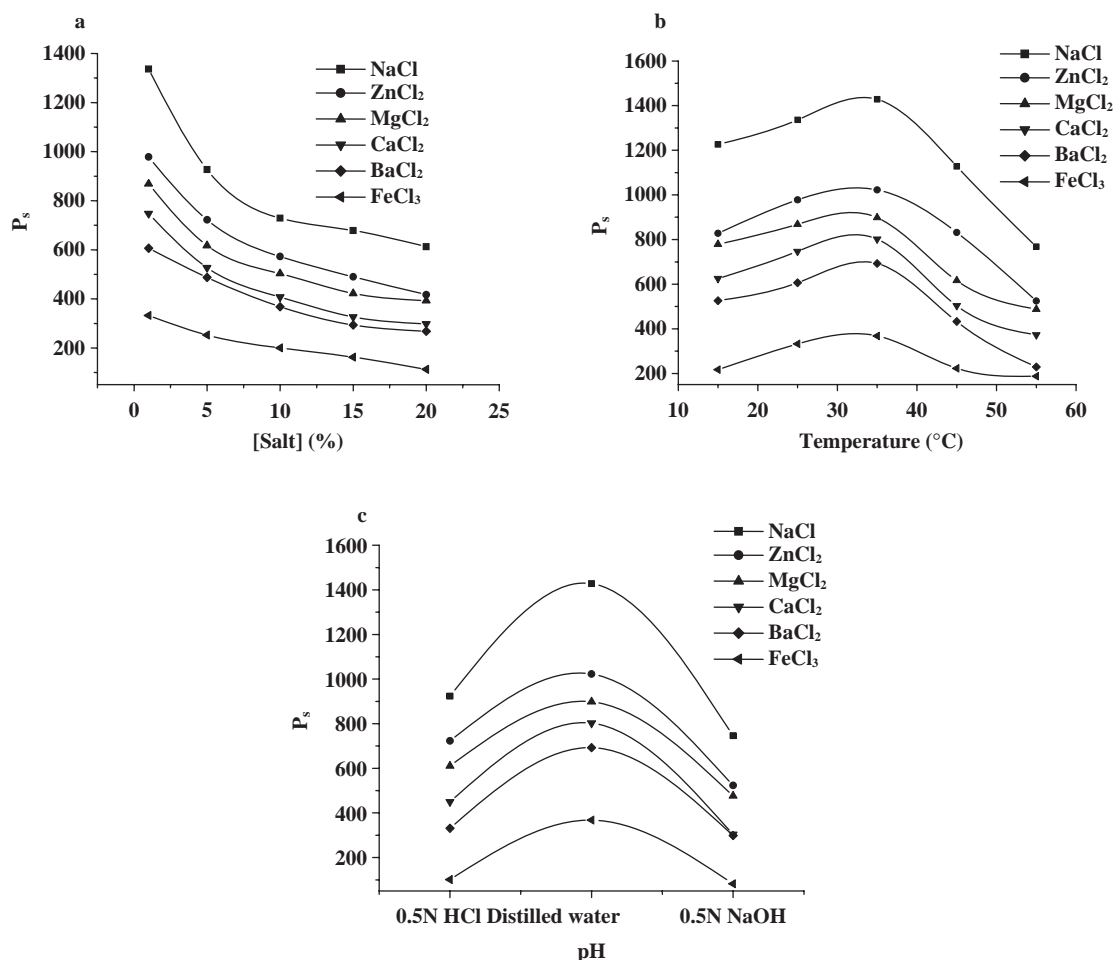 a
1400
1200
1000
800
600
400
200
0 5 10 15 20 25
[Salt] (%)
Pₛ
NaCl
ZnCl₂
MgCl₂
CaCl₂
BaCl₂
FeCl₃
b
1600
1400
1200
1000
800
600
400
200
10 20 30 40 50 60
Temperature (°C)
Pₛ
NaCl
ZnCl₂
MgCl₂
CaCl₂
BaCl₂
FeCl₃
c
1600
1400
1200
1000
800
600
400
200
0.5N HCl Distilled water 0.5N NaOH
pH
Pₛ
NaCl
ZnCl₂
MgCl₂
CaCl₂
BaCl₂
FeCl₃